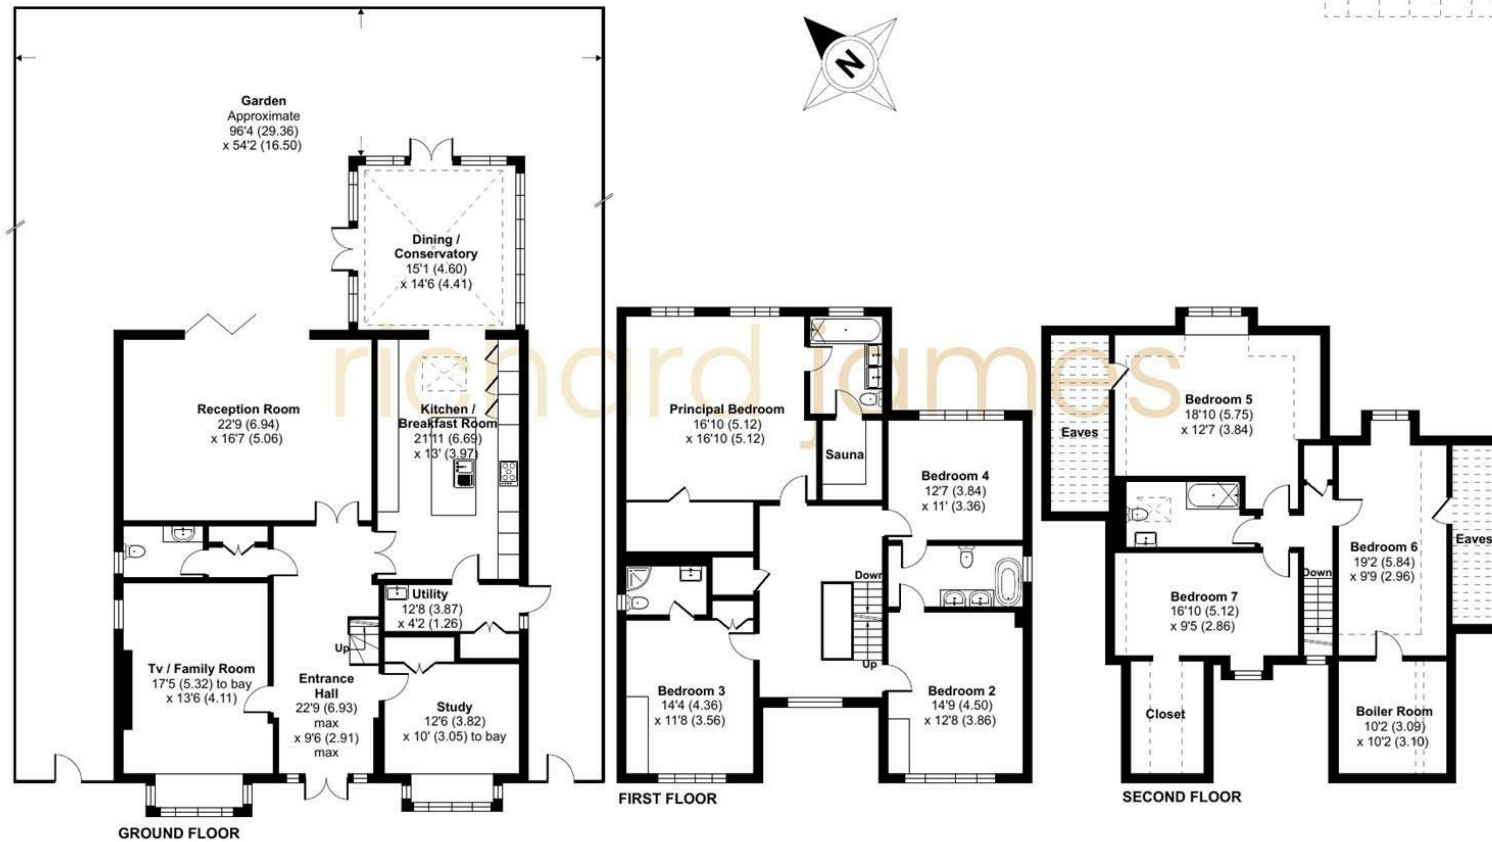 N
Garden
Approximate
96'4 (29.36)
x 54'2 (16.50)
Dining /
Conservatory
15'1 (4.60)
x 14'6 (4.41)
Reception Room
22'9 (6.94)
x 16'7 (5.06)
Kitchen /
Breakfast Room
21'11 (6.69)
x 13' (3.97)
Utility
12'8 (3.87)
x 4'2 (1.26)
Up
Tv / Family Room
17'5 (5.32) to bay
x 13'6 (4.11)
Entrance
Hall
22'9 (6.93)
max
x 9'6 (2.91)
max
Study
12'6 (3.82)
x 10' (3.05) to bay
GROUND FLOOR
richard james
Principal Bedroom
16'10 (5.12)
x 16'10 (5.12)
Sauna
Bedroom 4
12'7 (3.84)
x 11' (3.36)
Down
Up
Bedroom 3
14'4 (4.36)
x 11'8 (3.56)
Bedroom 2
14'9 (4.50)
x 12'8 (3.86)
FIRST FLOOR
Eaves
Bedroom 5
18'10 (5.75)
x 12'7 (3.84)
Bedroom 6
19'2 (5.84)
x 9'9 (2.96)
Eaves
Down
Bedroom 7
16'10 (5.12)
x 9'5 (2.86)
Closet
Boiler Room
10'2 (3.09)
x 10'2 (3.10)
SECOND FLOOR